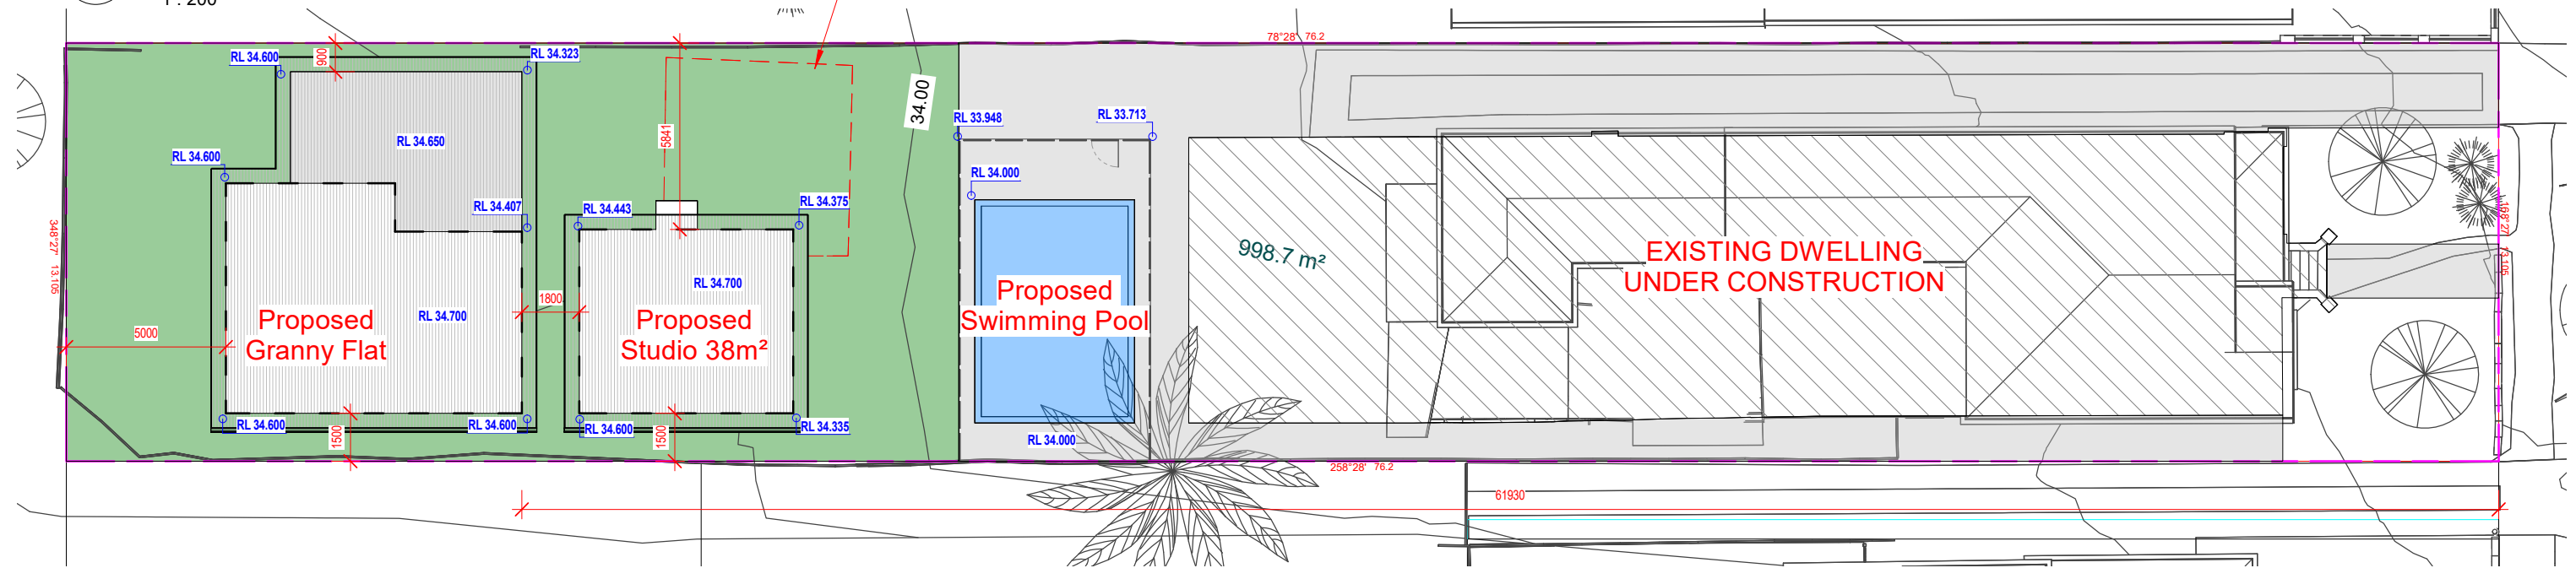 1 : 200
78°28' 76.2
RL 34.600
900
RL 34.323
5841
34.00
RL 33.948
RL 33.713
RL 34.650
RL 34.600
RL 34.000
RL 34.407
RL 34.443
RL 34.375
348°27' 13.105
168°27' 13.105
998.7 m²
EXISTING DWELLING
UNDER CONSTRUCTION
RL 34.700
1800
RL 34.700
Proposed
Granny Flat
Proposed
Studio 38m²
Proposed
Swimming Pool
5000
RL 34.600
1500
RL 34.600
RL 34.600
1500
RL 34.335
RL 34.000
258°28' 76.2
61930